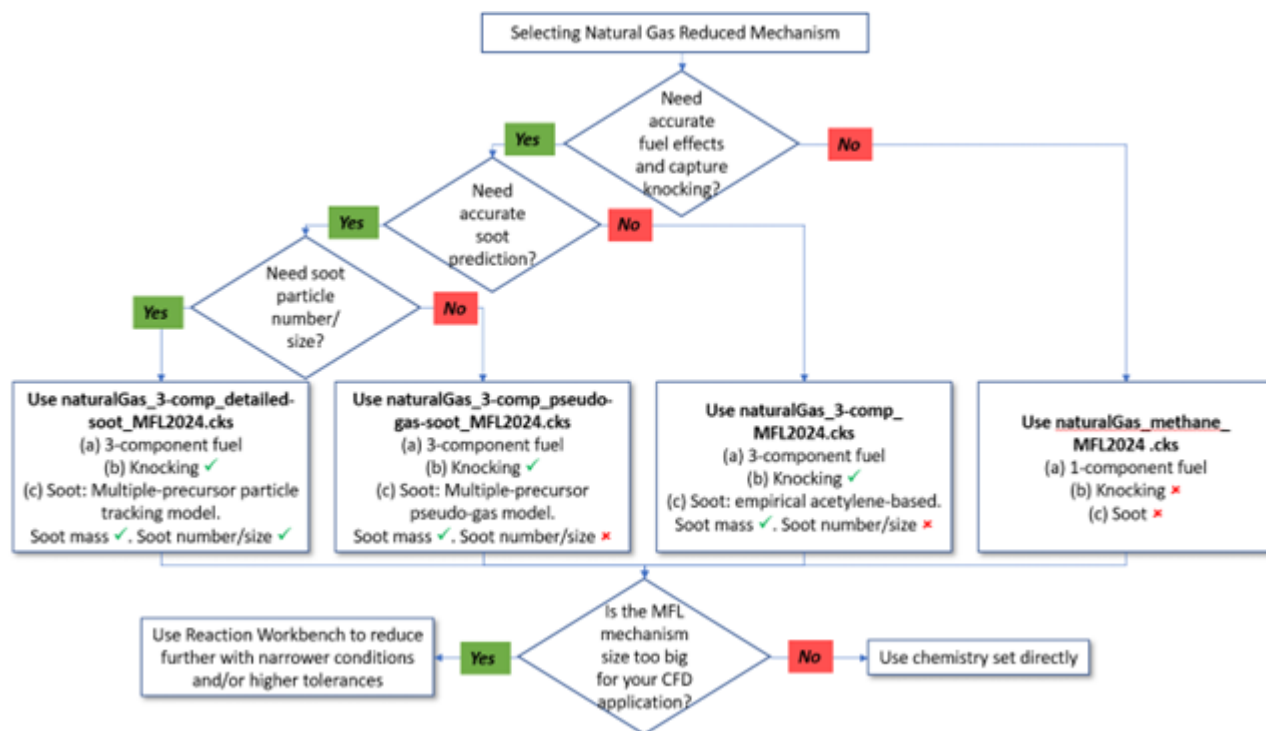 Selecting Natural Gas Reduced Mechanism
Need
accurate
fuel effects
and capture
knocking?
Yes
No
Need
accurate
soot
prediction?
Yes
No
Need soot
particle
number/
size?
Yes
No
Use naturalGas_3-comp_detailed-
soot_MFL2024.cks
(a) 3-component fuel
(b) Knocking ✓
(c) Soot: Multiple-precursor particle
tracking model.
Soot mass ✓. Soot number/size ✓
Use naturalGas_3-comp_pseudo-
gas-soot_MFL2024.cks
(a) 3-component fuel
(b) Knocking ✓
(c) Soot: Multiple-precursor
pseudo-gas model.
Soot mass ✓. Soot number/size ×
Use naturalGas_3-comp_
MFL2024.cks
(a) 3-component fuel
(b) Knocking ✓
(c) Soot: empirical acetylene-based.
Soot mass ✓. Soot number/size ×
Use naturalGas_methane_
MFL2024 .cks
(a) 1-component fuel
(b) Knocking ×
(c) Soot ×
Is the MFL
mechanism
size too big
for your CFD
application?
Yes
No
Use Reaction Workbench to reduce
further with narrower conditions
and/or higher tolerances
Use chemistry set directly